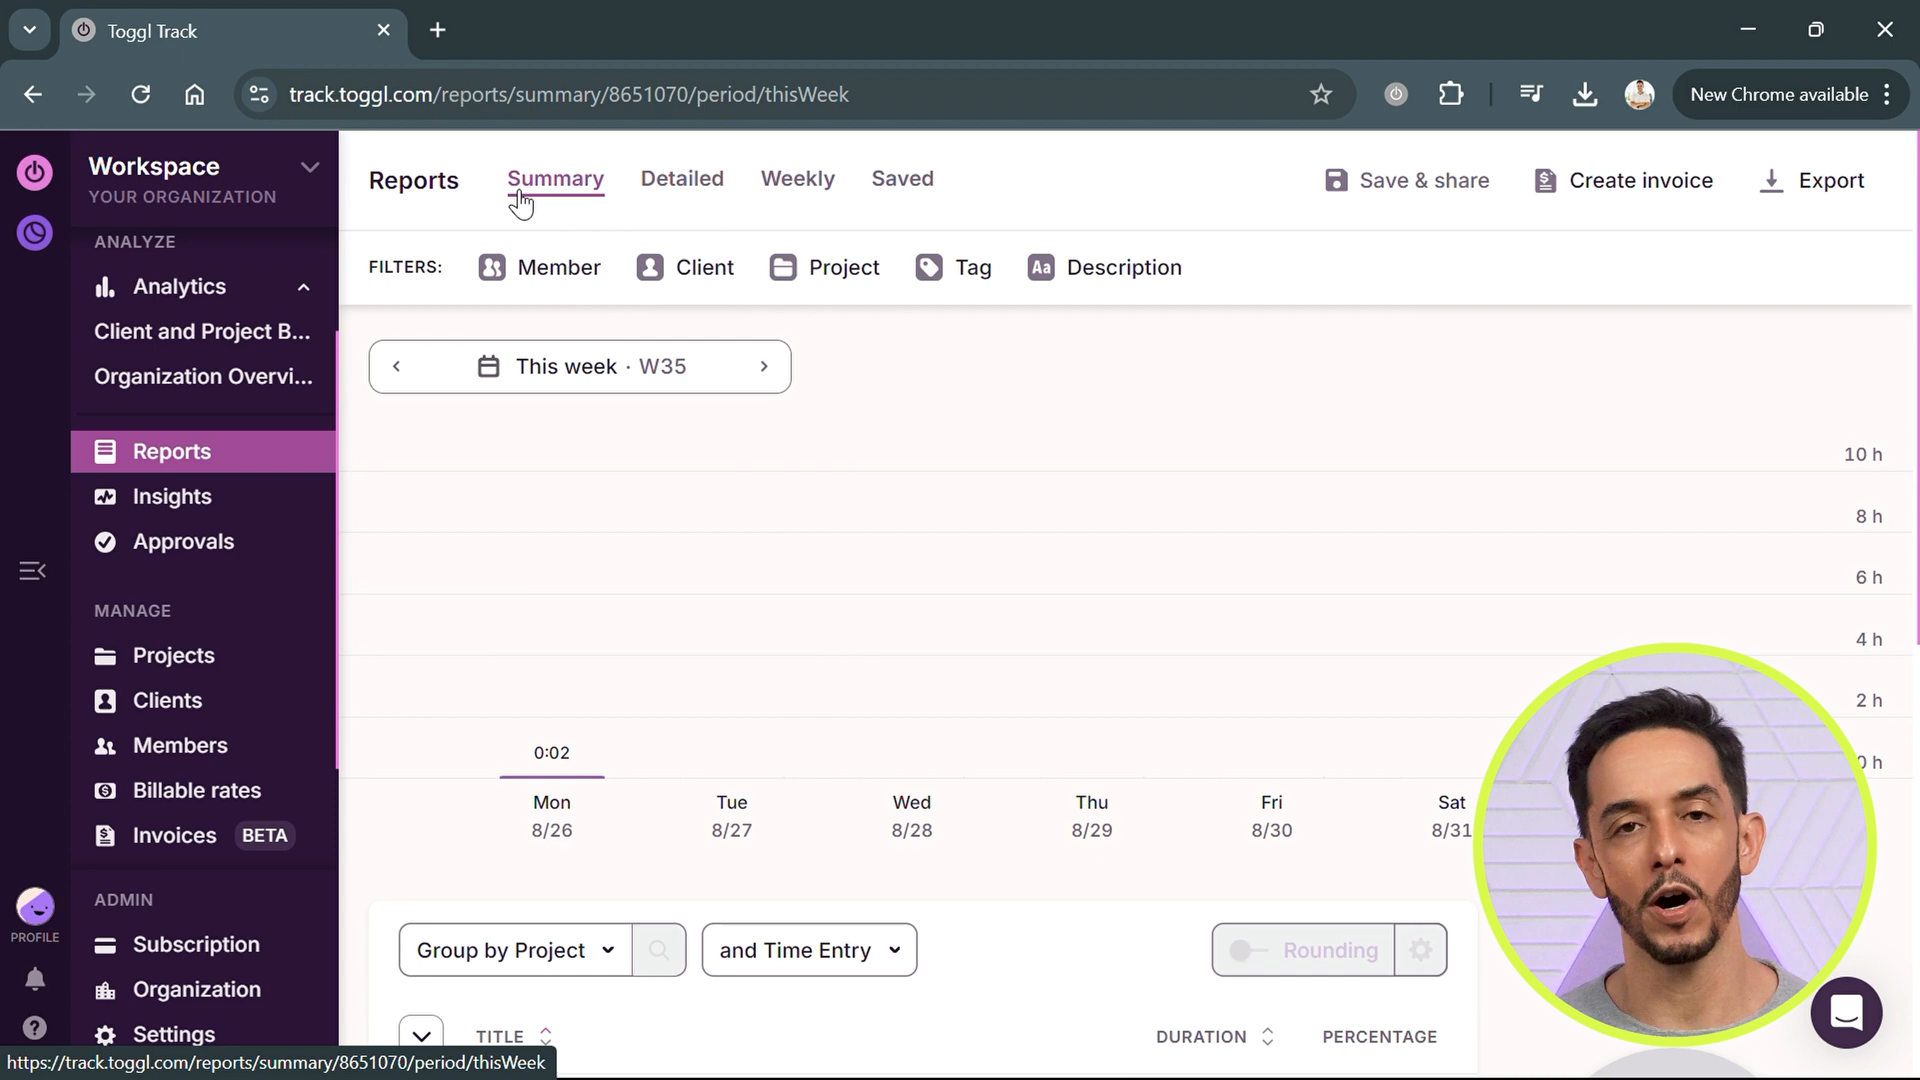 Toggl Track
track.toggl.com/reports/summary/8651070/period/thisWeek
New Chrome available
Workspace
YOUR ORGANIZATION
ANALYZE
Analytics
Client and Project B...
Organization Overvi...
Reports
Insights
Approvals
MANAGE
Projects
Clients
Members
Billable rates
Invoices BETA
ADMIN
Subscription
Organization
Settings
PROFILE
Reports Summary Detailed Weekly Saved
Save & share Create invoice Export
FILTERS: Member Client Project Tag Aa Description
This week · W35
10 h
8 h
6 h
4 h
2 h
0 h
0:02
Mon Tue Wed Thu Fri Sat
8/26 8/27 8/28 8/29 8/30 8/31
Group by Project and Time Entry Rounding
TITLE DURATION PERCENTAGE
https://track.toggl.com/reports/summary/8651070/period/thisWeek